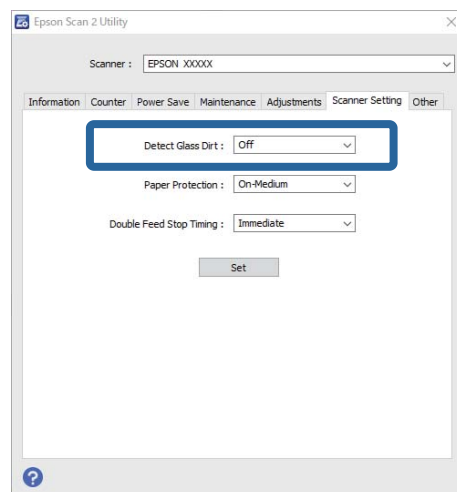 Epson Scan 2 Utility
Scanner : EPSON XXXXX
Information Counter Power Save Maintenance Adjustments Scanner Setting Other
Detect Glass Dirt : Off
Paper Protection : On-Medium
Double Feed Stop Timing : Immediate
Set
?